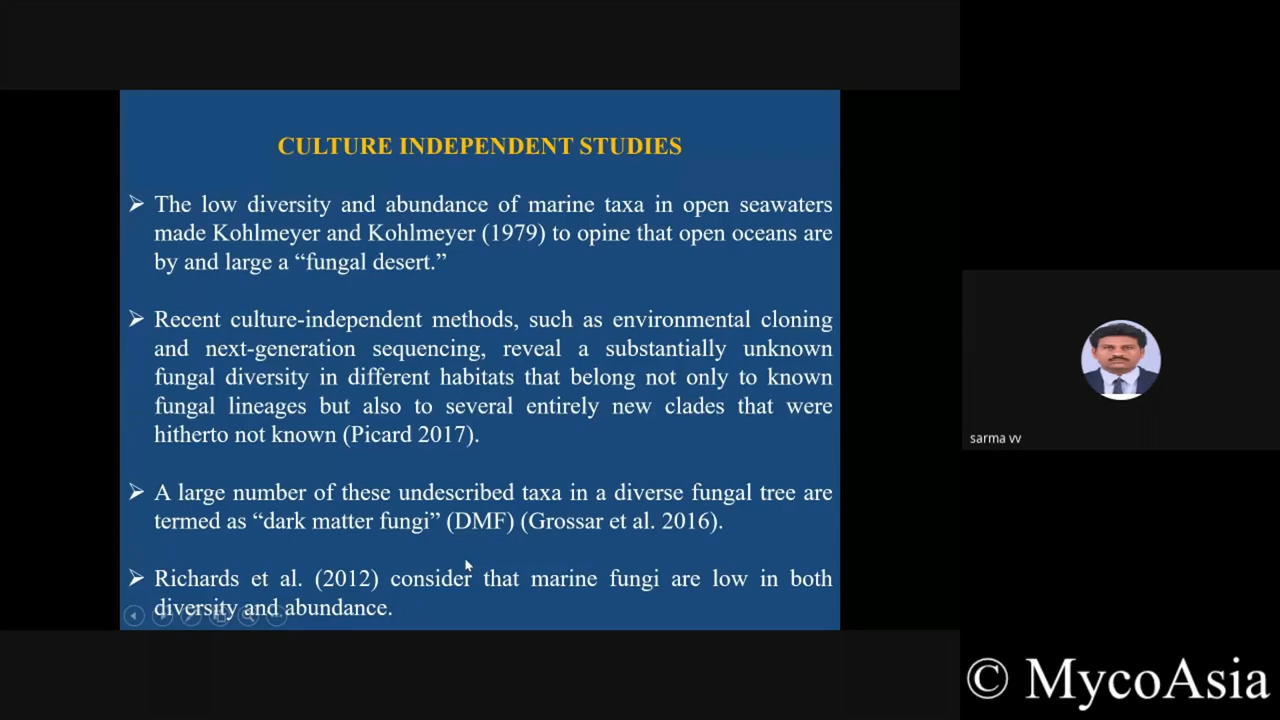 CULTURE INDEPENDENT STUDIES
➢ The low diversity and abundance of marine taxa in open seawaters
made Kohlmeyer and Kohlmeyer (1979) to opine that open oceans are
by and large a “fungal desert.”
➢ Recent culture-independent methods, such as environmental cloning
and next-generation sequencing, reveal a substantially unknown
fungal diversity in different habitats that belong not only to known
fungal lineages but also to several entirely new clades that were
hitherto not known (Picard 2017).
➢ A large number of these undescribed taxa in a diverse fungal tree are
termed as “dark matter fungi” (DMF) (Grossar et al. 2016).
➢ Richards et al. (2012) consider that marine fungi are low in both
diversity and abundance.
sarma vv
© MycoAsia